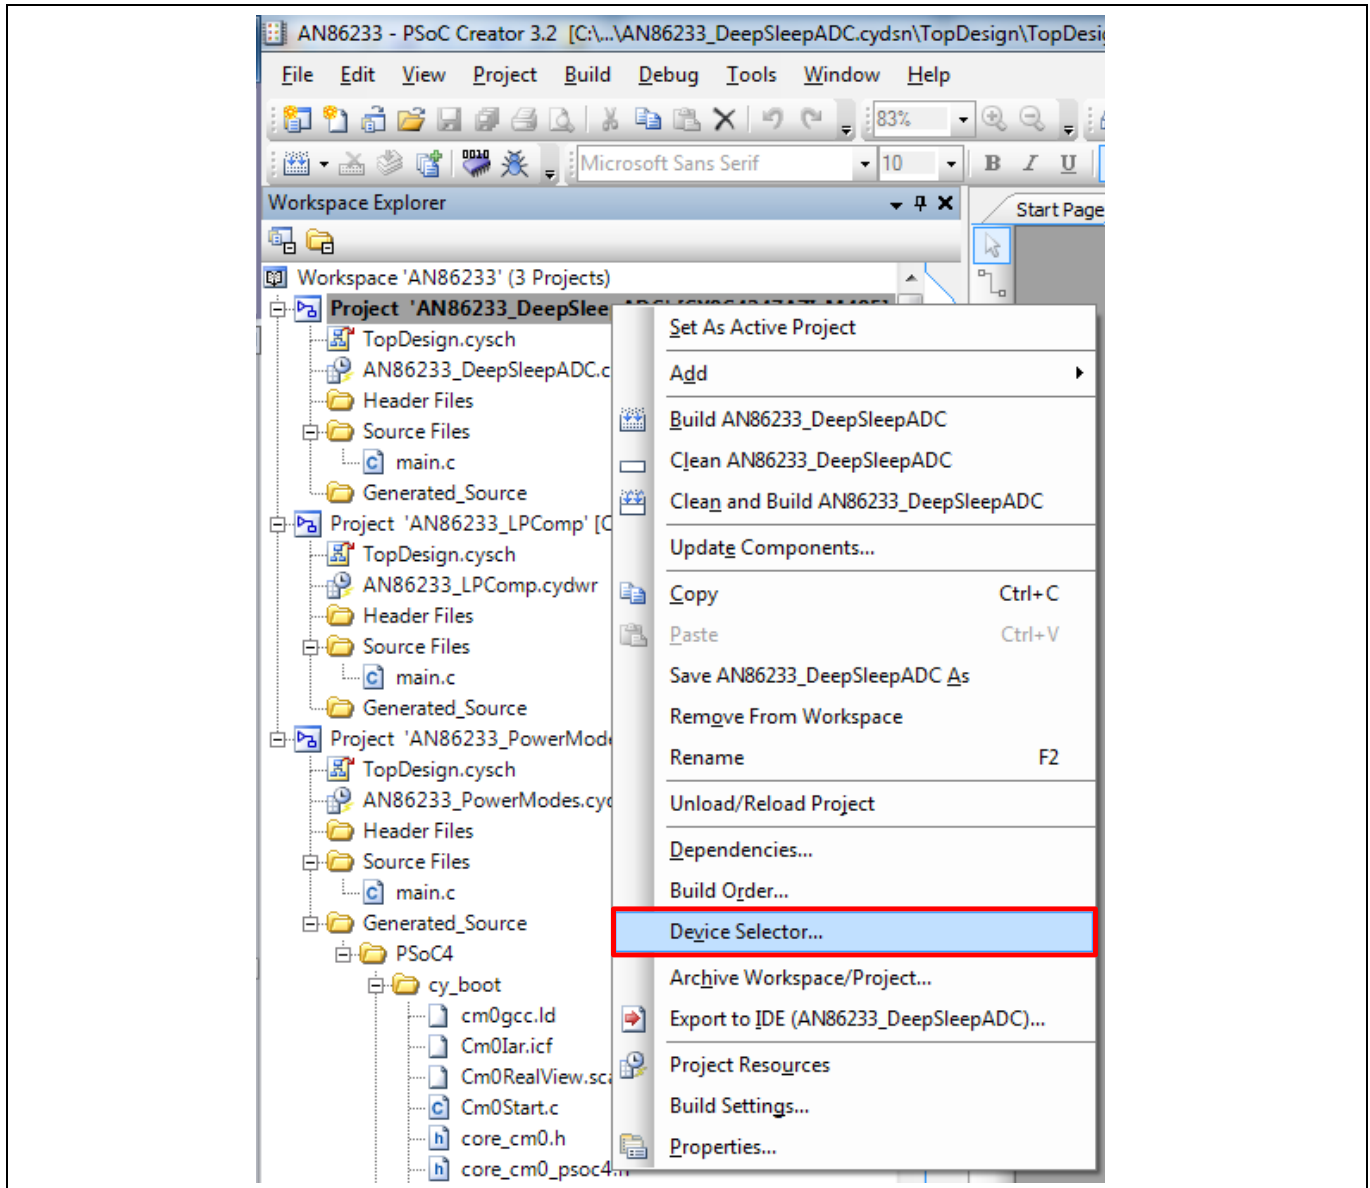 AN86233 - PSoC Creator 3.2 [C:\...\AN86233_DeepSleepADC.cydsn\TopDesign\TopDesi
File Edit View Project Build Debug Tools Window Help
83%
Microsoft Sans Serif 10 B I U
Workspace Explorer
Start Page
Workspace 'AN86233' (3 Projects)
Project 'AN86233_DeepSlee
TopDesign.cysch
AN86233_DeepSleepADC.c
Header Files
Source Files
main.c
Generated_Source
Project 'AN86233_LPComp' [C
TopDesign.cysch
AN86233_LPComp.cydwr
Header Files
Source Files
main.c
Generated_Source
Project 'AN86233_PowerMod
TopDesign.cysch
AN86233_PowerModes.cyd
Header Files
Source Files
main.c
Generated_Source
PSoC4
cy_boot
cm0gcc.ld
Cm0Iar.icf
Cm0RealView.sc
Cm0Start.c
core_cm0.h
core_cm0_psoc4.h
Set As Active Project
Add
Build AN86233_DeepSleepADC
Clean AN86233_DeepSleepADC
Clean and Build AN86233_DeepSleepADC
Update Components...
Copy Ctrl+C
Paste Ctrl+V
Save AN86233_DeepSleepADC As
Remove From Workspace
Rename F2
Unload/Reload Project
Dependencies...
Build Order...
Device Selector...
Archive Workspace/Project...
Export to IDE (AN86233_DeepSleepADC)...
Project Resources
Build Settings...
Properties...